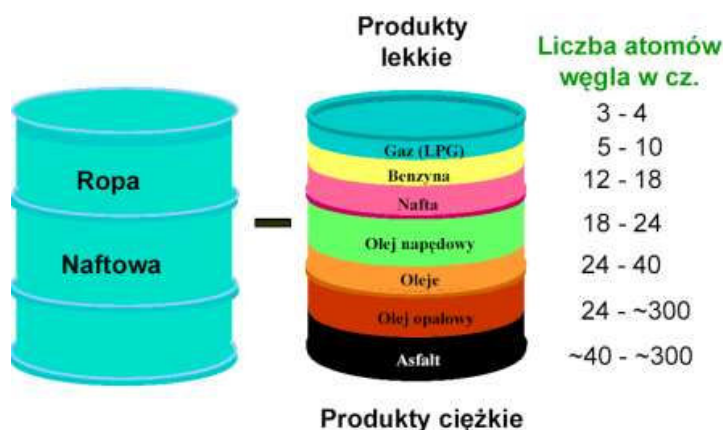 Produkty
lekkie
Liczba atomów
węgla w cz.
Ropa
Naftowa
Gaz (LPG)
Benzyna
Nafta
Olej napędowy
Oleje
Olej opałowy
Asfalt
3 - 4
5 - 10
12 - 18
18 - 24
24 - 40
24 - ~300
~40 - ~300
Produkty ciężkie